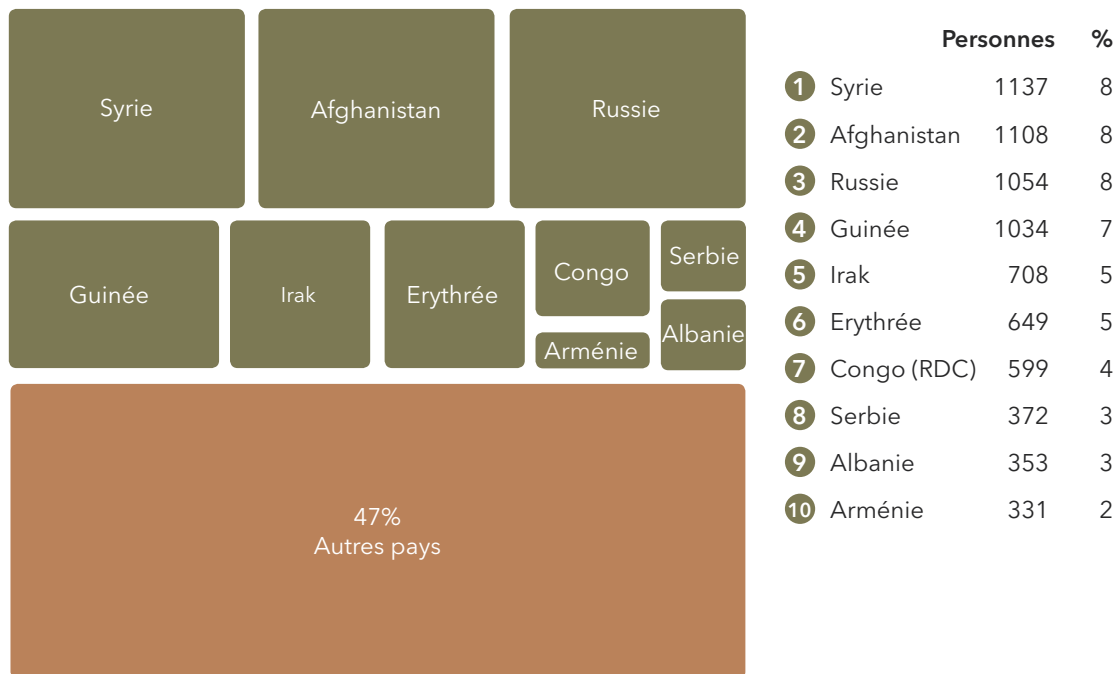 Syrie
Afghanistan
Russie
Guinée
Irak
Erythrée
Congo
Serbie
Arménie
Albanie
47%
Autres pays
Personnes %
1 Syrie 1137 8
2 Afghanistan 1108 8
3 Russie 1054 8
4 Guinée 1034 7
5 Irak 708 5
6 Erythrée 649 5
7 Congo (RDC) 599 4
8 Serbie 372 3
9 Albanie 353 3
10 Arménie 331 2